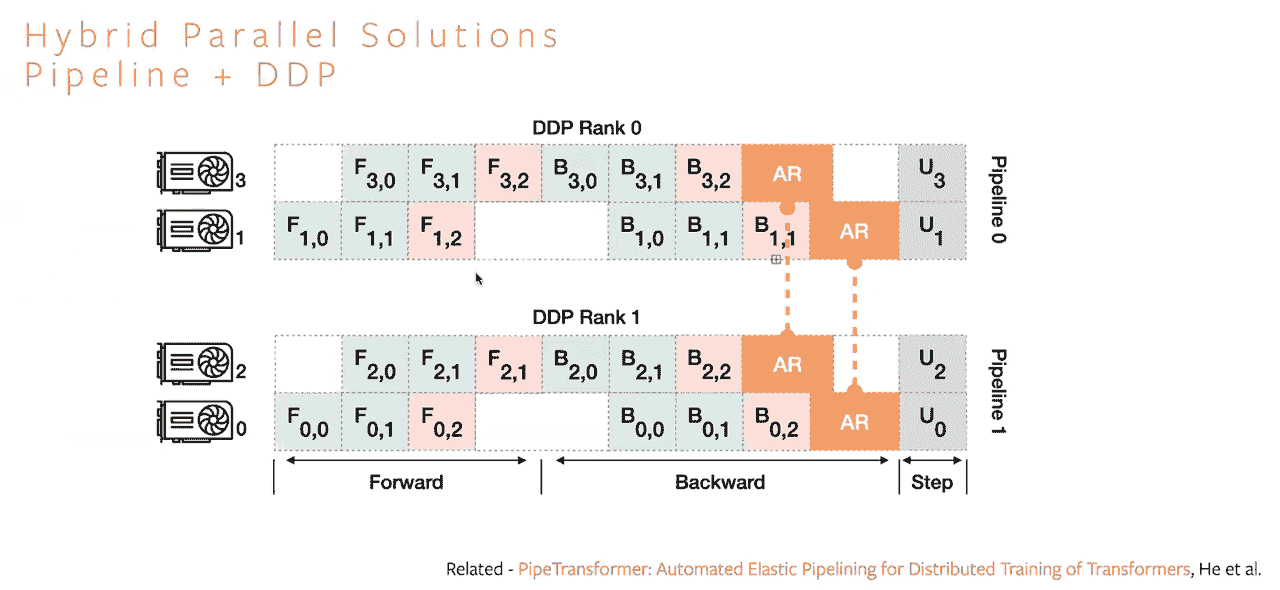 Hybrid Parallel Solutions
Pipeline + DDP
DDP Rank 0
3 F3,0 F3,1 F3,2 B3,0 B3,1 B3,2 AR U3
1 F1,0 F1,1 F1,2 B1,0 B1,1 B1,1 AR U1
Pipeline 0
DDP Rank 1
2 F2,0 F2,1 F2,1 B2,0 B2,1 B2,2 AR U2
0 F0,0 F0,1 F0,2 B0,0 B0,1 B0,2 AR U0
Pipeline 1
Forward Backward Step
Related - PipeTransformer: Automated Elastic Pipelining for Distributed Training of Transformers, He et al.